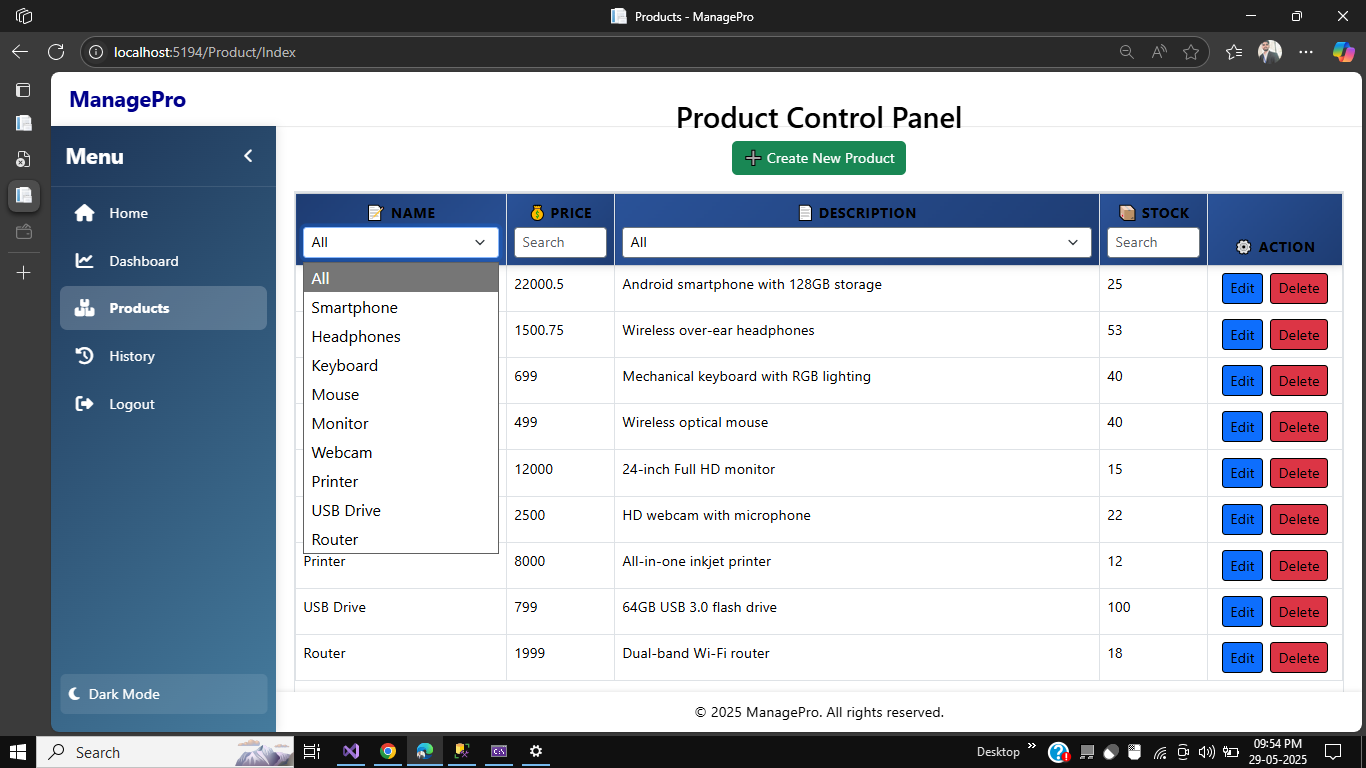 Products - ManagePro
localhost:5194/Product/Index
ManagePro
Product Control Panel
Create New Product
Menu
Home
Dashboard
Products
History
Logout
Dark Mode
NAME PRICE DESCRIPTION STOCK ACTION
All Search All Search
All
Smartphone
Headphones
Keyboard
Mouse
Monitor
Webcam
Printer
USB Drive
Router
22000.5 Android smartphone with 128GB storage 25 Edit Delete
1500.75 Wireless over-ear headphones 53 Edit Delete
699 Mechanical keyboard with RGB lighting 40 Edit Delete
499 Wireless optical mouse 40 Edit Delete
12000 24-inch Full HD monitor 15 Edit Delete
2500 HD webcam with microphone 22 Edit Delete
Printer 8000 All-in-one inkjet printer 12 Edit Delete
USB Drive 799 64GB USB 3.0 flash drive 100 Edit Delete
Router 1999 Dual-band Wi-Fi router 18 Edit Delete
© 2025 ManagePro. All rights reserved.
Search
Desktop
09:54 PM
29-05-2025